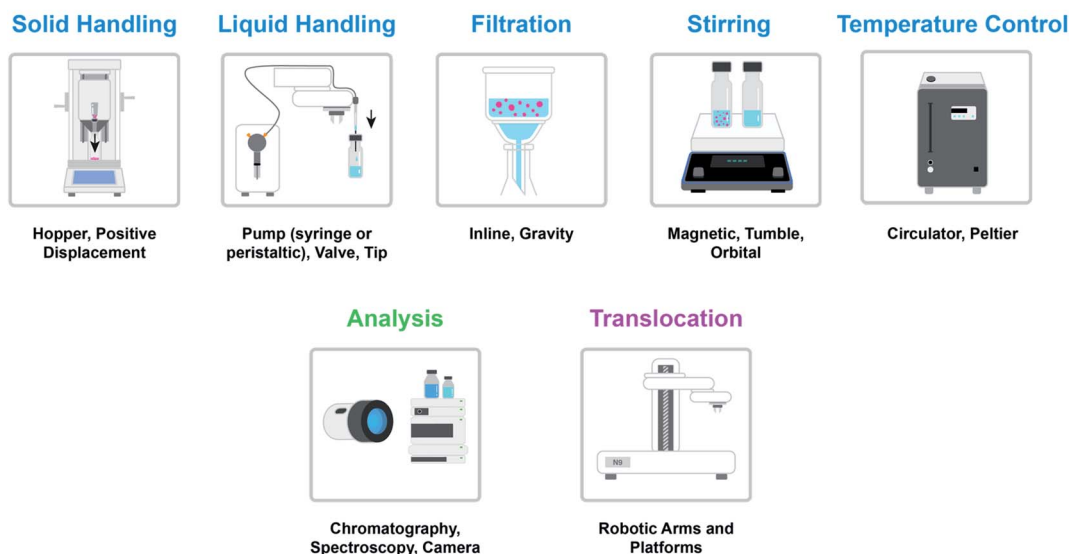 Solid Handling
Liquid Handling
Filtration
Stirring
Temperature Control
Hopper, Positive
Displacement
Pump (syringe or
peristaltic), Valve, Tip
Inline, Gravity
Magnetic, Tumble,
Orbital
Circulator, Peltier
Analysis
Translocation
N9
Chromatography,
Spectroscopy, Camera
Robotic Arms and
Platforms